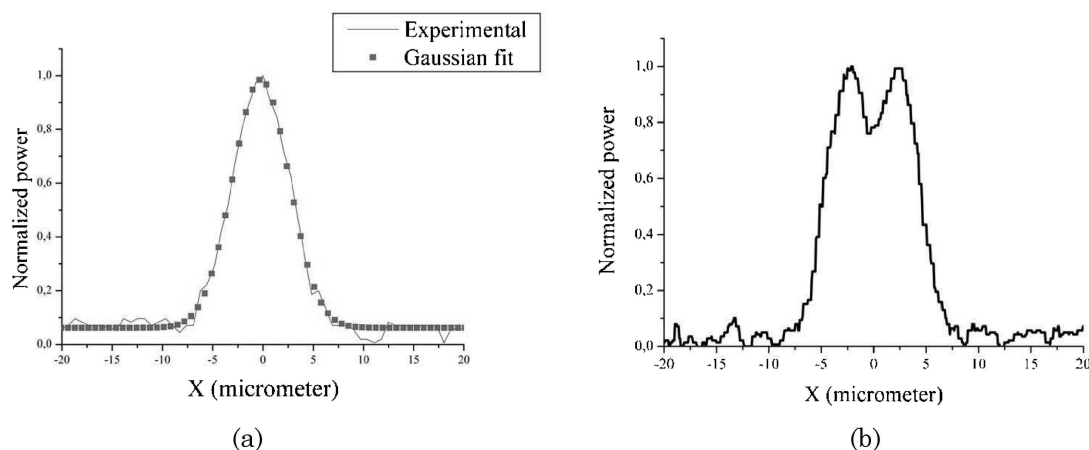 Experimental
Gaussian fit
Normalized power
1,0
0,8
0,6
0,4
0,2
0,0
-20 -15 -10 -5 0 5 10 15 20
X (micrometer)
(a)
Normalized power
1,0
0,8
0,6
0,4
0,2
0,0
-20 -15 -10 -5 0 5 10 15 20
X (micrometer)
(b)